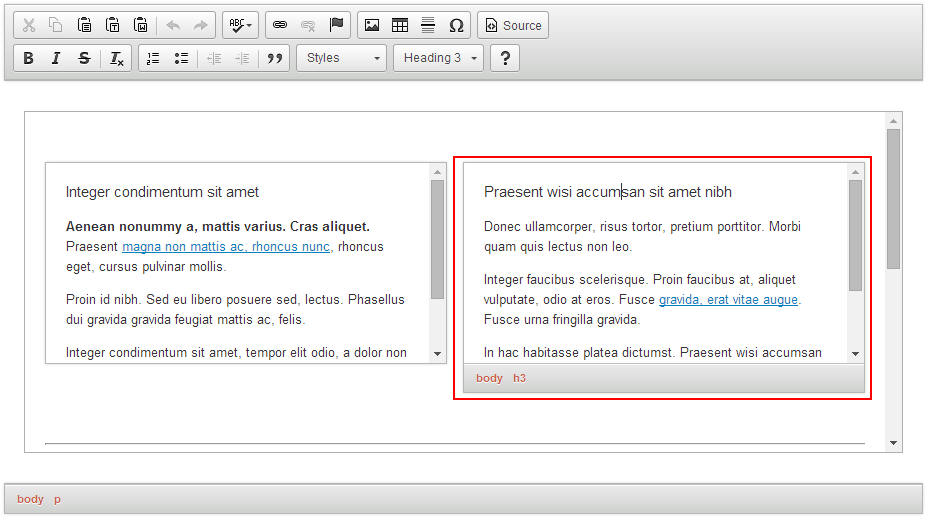 ABC Source
B I S Ix Styles Heading 3 ?
Integer condimentum sit amet
Aenean nonummy a, mattis varius. Cras aliquet.
Praesent magna non mattis ac, rhoncus nunc, rhoncus
eget, cursus pulvinar mollis.
Proin id nibh. Sed eu libero posuere sed, lectus. Phasellus
dui gravida gravida feugiat mattis ac, felis.
Integer condimentum sit amet, tempor elit odio, a dolor non
Praesent wisi accumsan sit amet nibh
Donec ullamcorper, risus tortor, pretium porttitor. Morbi
quam quis lectus non leo.
Integer faucibus scelerisque. Proin faucibus at, aliquet
vulputate, odio at eros. Fusce gravida, erat vitae augue.
Fusce urna fringilla gravida.
In hac habitasse platea dictumst. Praesent wisi accumsan
body h3
body p